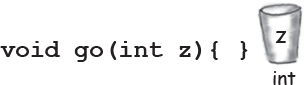 void go(int z){ }
z
int